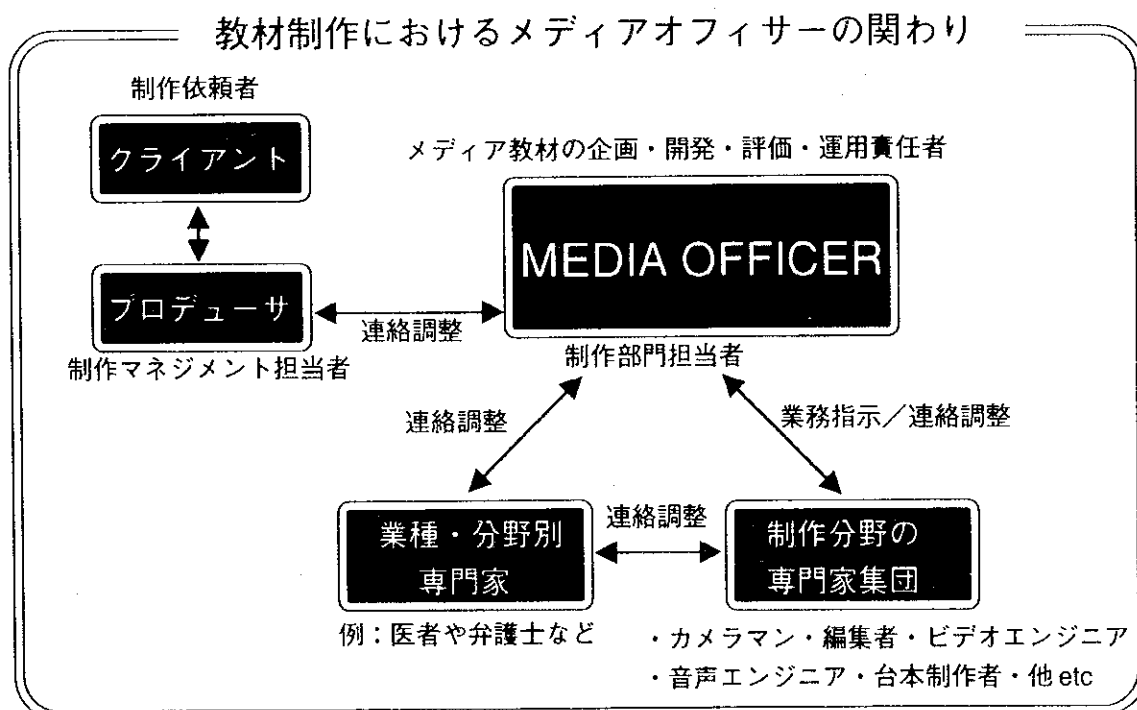 教材制作におけるメディアオフィサーの関わり
制作依頼者
クライアント
メディア教材の企画・開発・評価・運用責任者
MEDIA OFFICER
プロデューサ
連絡調整
制作マネジメント担当者
制作部門担当者
連絡調整
業務指示／連絡調整
業種・分野別
専門家
連絡調整
制作分野の
専門家集団
例：医者や弁護士など
・カメラマン・編集者・ビデオエンジニア
・音声エンジニア・台本制作者・他etc